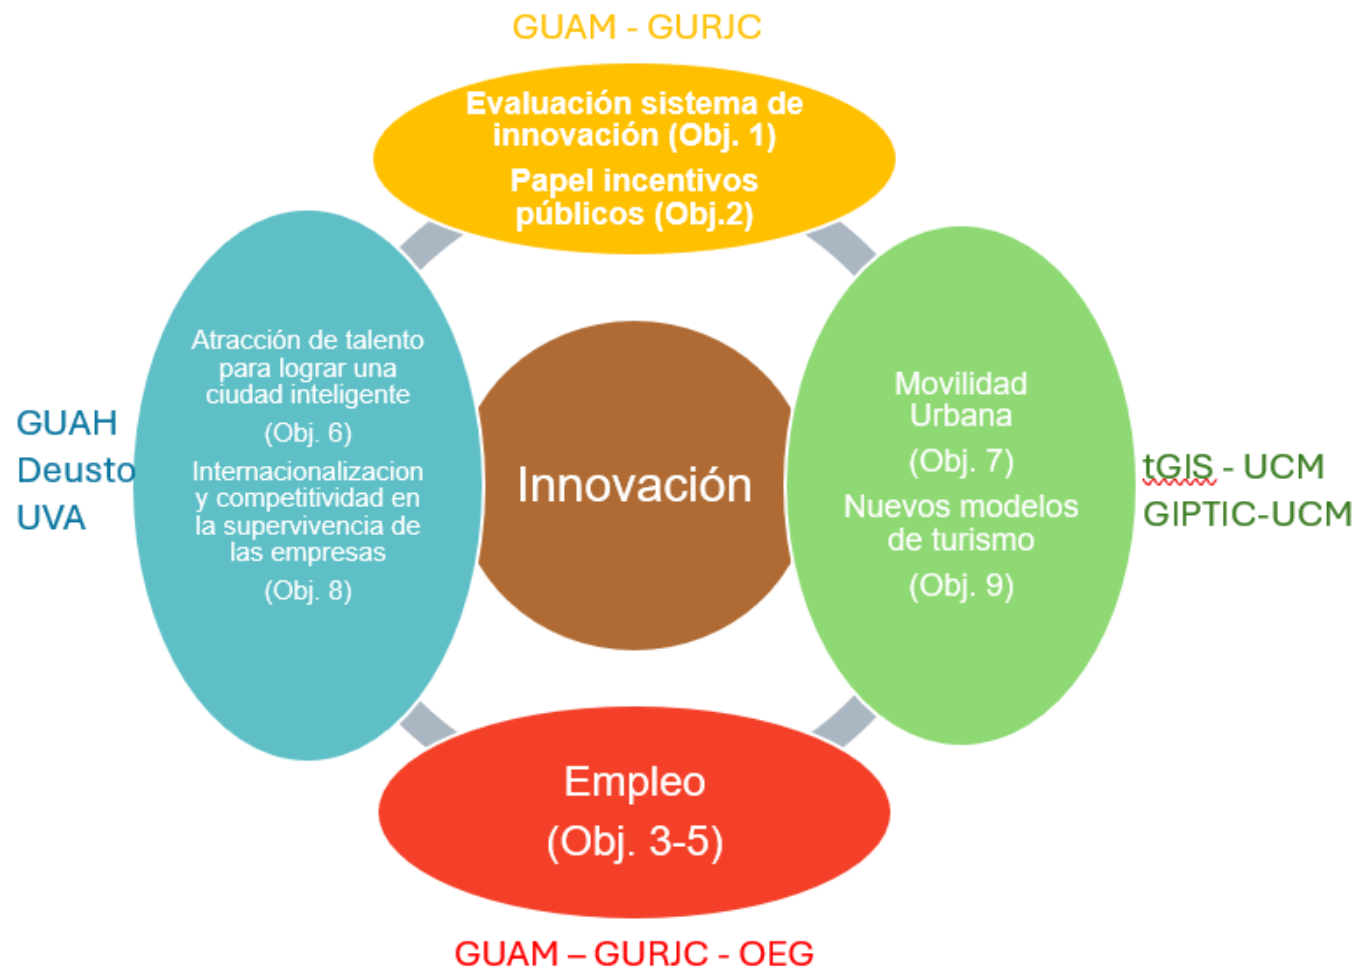 GUAM - GURJC
Evaluación sistema de
innovación (Obj. 1)
Papel incentivos
públicos (Obj.2)
Atracción de talento
para lograr una
ciudad inteligente
(Obj. 6)
Internacionalizacion
y competitividad en
la supervivencia de
las empresas
(Obj. 8)
GUAH
Deusto
UVA
Innovación
Movilidad
Urbana
(Obj. 7)
Nuevos modelos
de turismo
(Obj. 9)
tGIS - UCM
GIPTIC-UCM
Empleo
(Obj. 3-5)
GUAM – GURJC - OEG